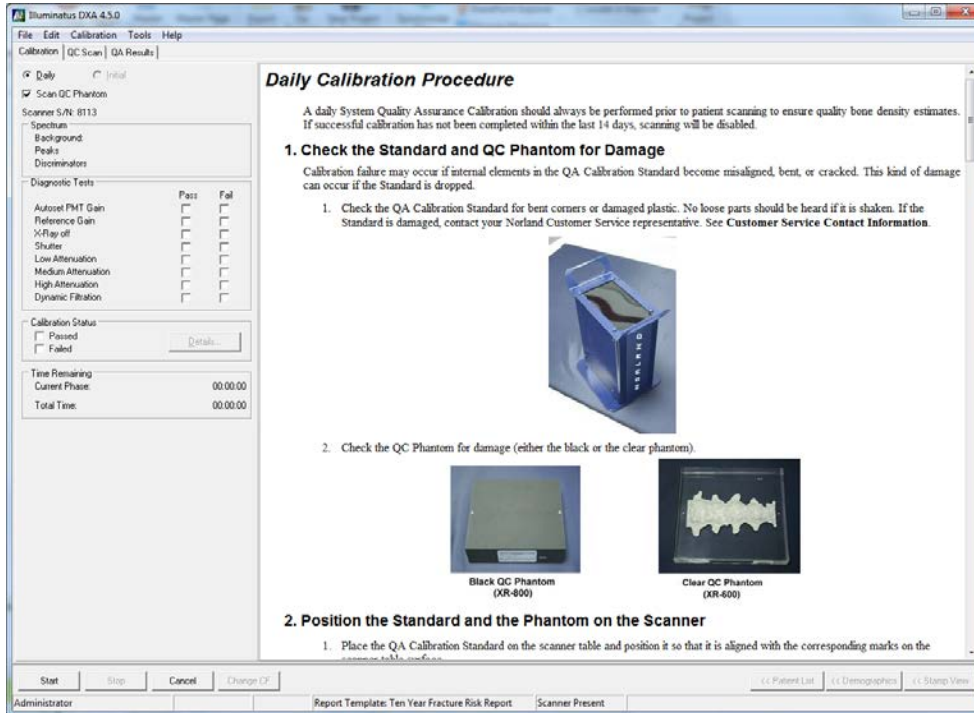 Illuminatus DXA 4.5.0
File Edit Calibration Tools Help
Calibration QC Scan QA Results
Daily Initial
Scan QC Phantom
Scanner S/N: 8113
Spectrum
Background:
Peaks
Discriminators
Diagnostic Tests
Pass Fail
Autoset PMT Gain
Reference Gain
X-Ray off
Shutter
Low Attenuation
Medium Attenuation
High Attenuation
Dynamic Filtration
Calibration Status
Passed
Failed
Details...
Time Remaining
Current Phase: 00:00:00
Total Time: 00:00:00
Daily Calibration Procedure
A daily System Quality Assurance Calibration should always be performed prior to patient scanning to ensure quality bone density estimates.
If successful calibration has not been completed within the last 14 days, scanning will be disabled.
1. Check the Standard and QC Phantom for Damage
Calibration failure may occur if internal elements in the QA Calibration Standard become misaligned, bent, or cracked. This kind of damage
can occur if the Standard is dropped.
1. Check the QA Calibration Standard for bent corners or damaged plastic. No loose parts should be heard if it is shaken. If the
Standard is damaged, contact your Norland Customer Service representative. See Customer Service Contact Information.
NORLAND
2. Check the QC Phantom for damage (either the black or the clear phantom).
Black QC Phantom
(XR-800)
Clear QC Phantom
(XR-600)
2. Position the Standard and the Phantom on the Scanner
1. Place the QA Calibration Standard on the scanner table and position it so that it is aligned with the corresponding marks on the
scanner table surface.
Start Stop Cancel Change CF << Patient List << Demographics << Stamp View
Administrator Report Template: Ten Year Fracture Risk Report Scanner Present